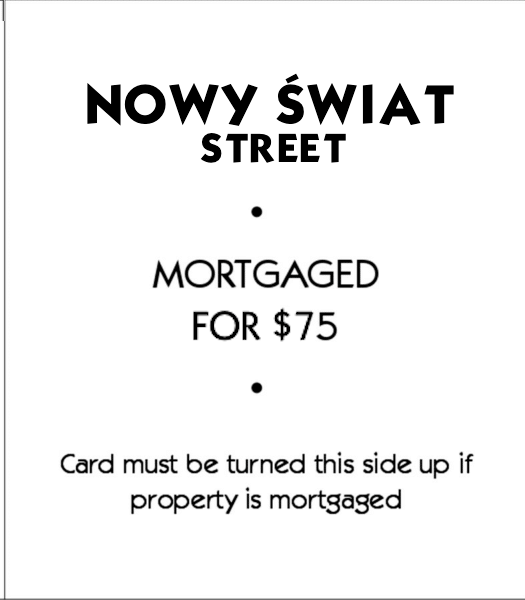 NOWY ŚWIAT
STREET
MORTGAGED
FOR $75
Card must be turned this side up if
property is mortgaged